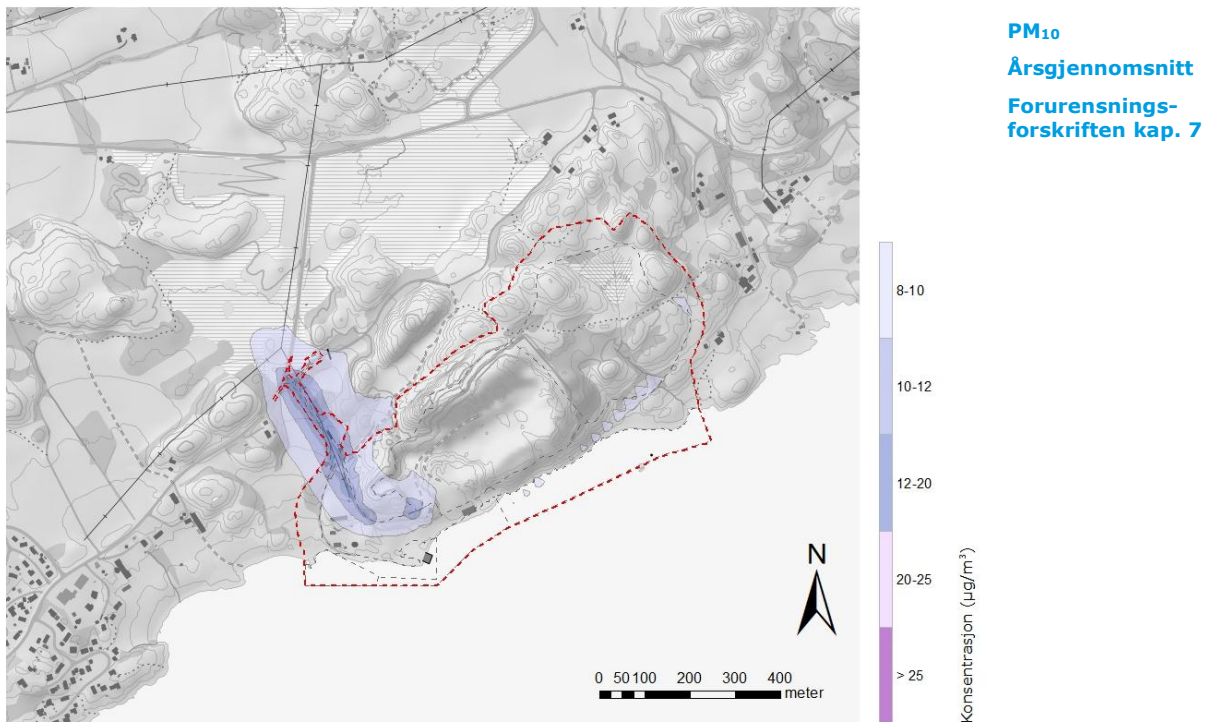 PM₁₀
Årsgjennomsnitt
Forurensnings-
forskriften kap. 7
8-10
10-12
12-20
20-25
> 25
Konsentrasjon (µg/m³)
N
0 50 100 200 300 400
meter